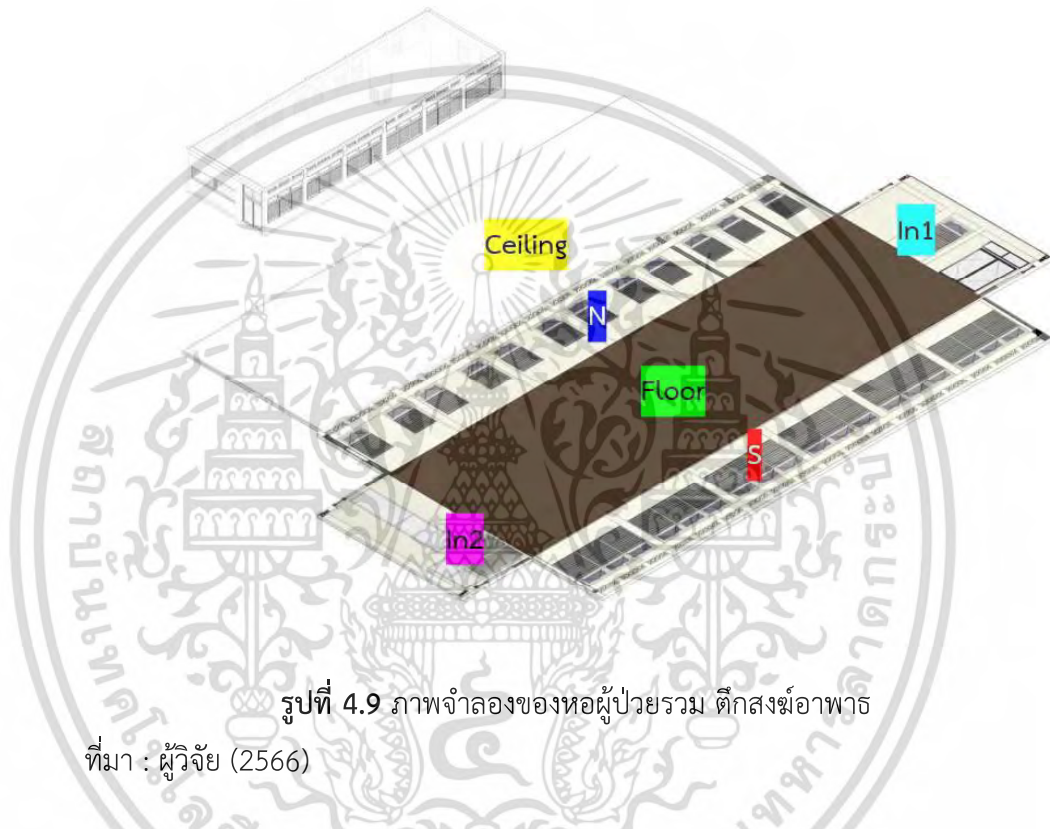 Ceiling
In1
N
Floor
S
In2
รูปที่ 4.9 ภาพจำลองของหอผู้ป่วยรวม ตึกสงฆ์อาพาธ
ที่มา : ผู้วิจัย (2566)